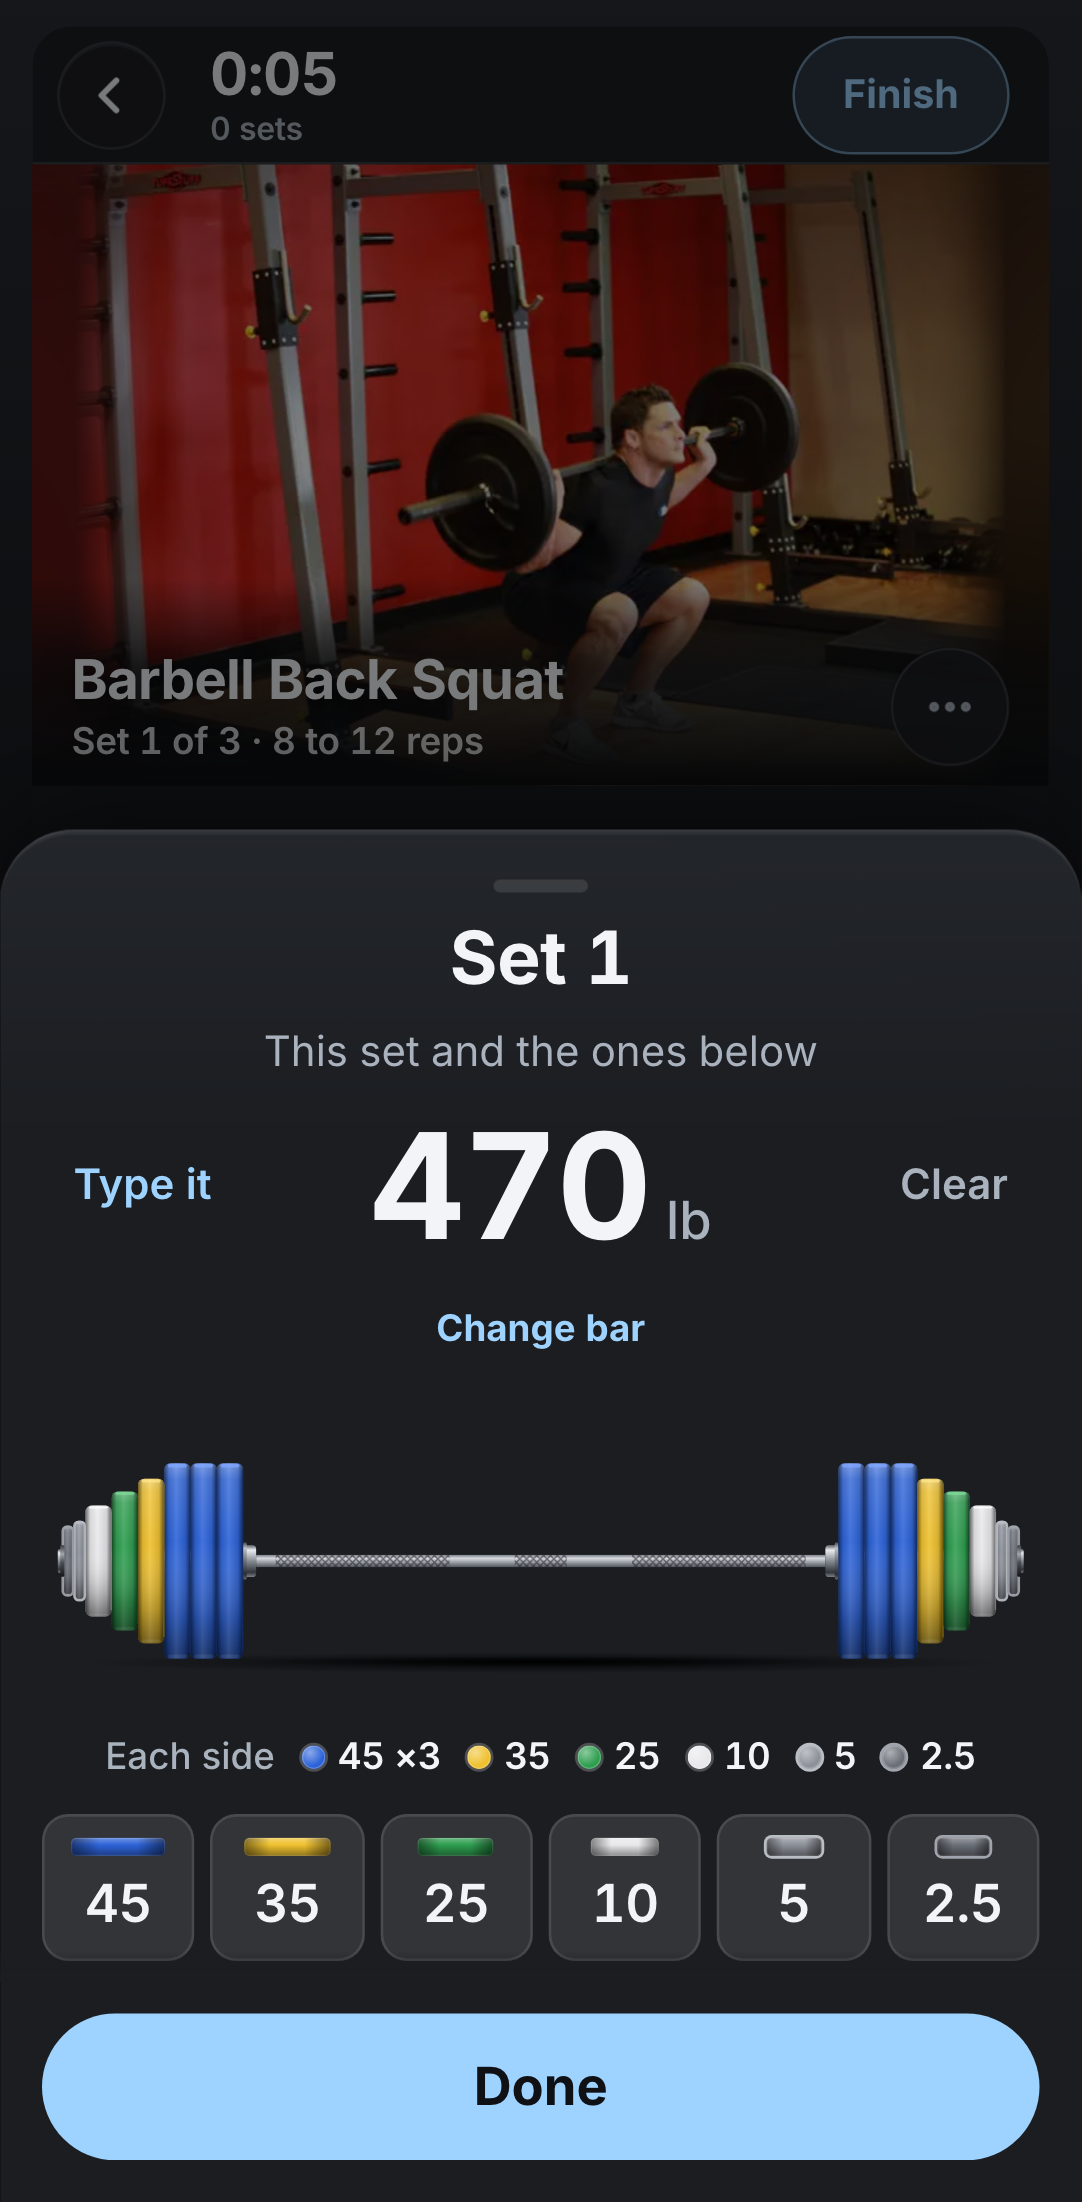 0:05
0 sets
Finish
Barbell Back Squat
Set 1 of 3 · 8 to 12 reps
Set 1
This set and the ones below
Type it
470 lb
Clear
Change bar
Each side 45 ×3 35 25 10 5 2.5
45 35 25 10 5 2.5
Done